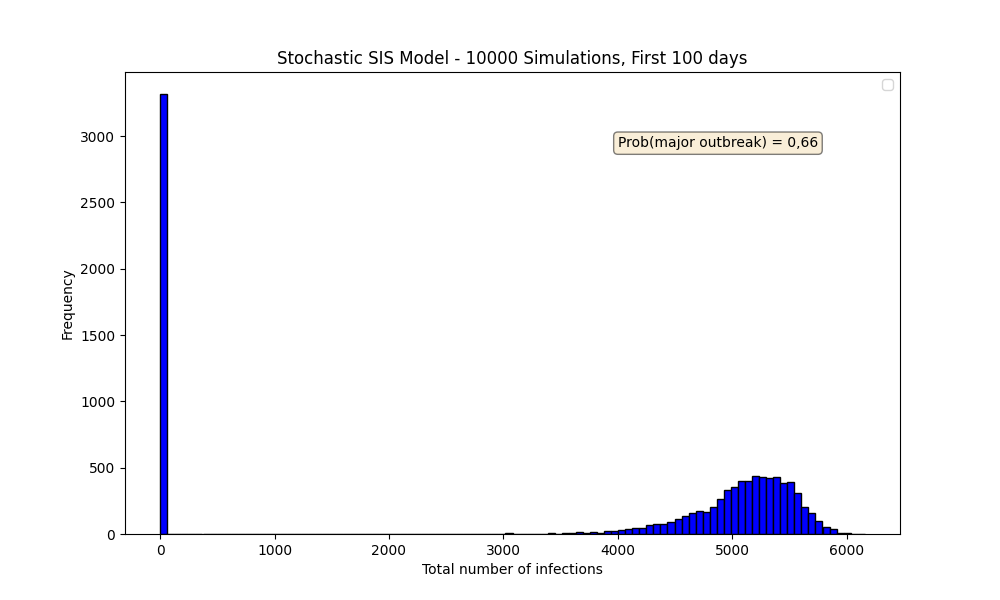 Stochastic SIS Model - 10000 Simulations, First 100 days
Prob(major outbreak) = 0,66
Frequency
3000
2500
2000
1500
1000
500
0
0 1000 2000 3000 4000 5000 6000
Total number of infections